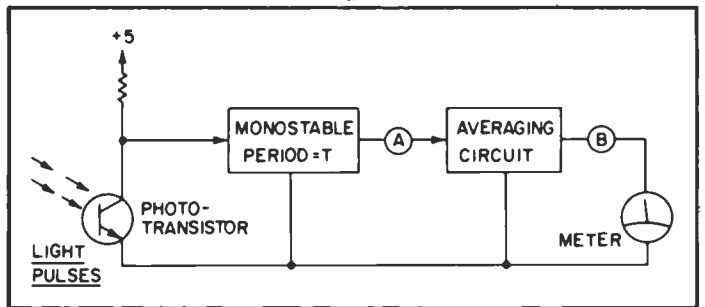 +5
MONOSTABLE
PERIOD = T
A
AVERAGING
CIRCUIT
B
PHOTO-
TRANSISTOR
METER
LIGHT
PULSES